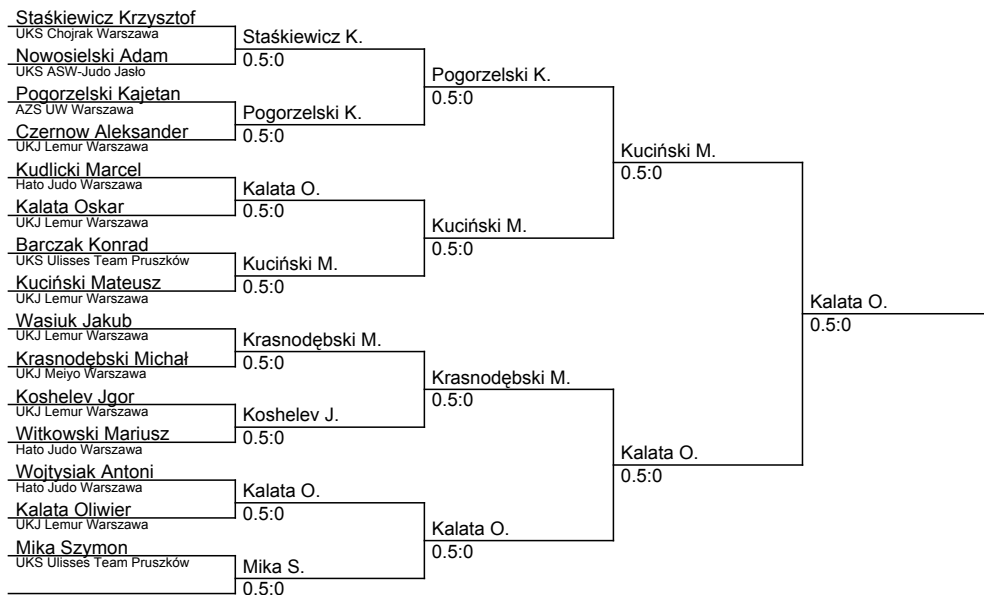 Staśkiewicz Krzysztof
UKS Chojrak Warszawa
Nowosielski Adam
UKS ASW-Judo Jasło
Pogorzelski Kajetan
AZS UW Warszawa
Czernow Aleksander
UKJ Lemur Warszawa
Kudlicki Marcel
Hato Judo Warszawa
Kalata Oskar
UKJ Lemur Warszawa
Barczak Konrad
UKS Ulisses Team Pruszków
Kuciński Mateusz
UKJ Lemur Warszawa
Wasiuk Jakub
UKJ Lemur Warszawa
Krasnodębski Michał
UKJ Meiyo Warszawa
Koshelev Jgor
UKJ Lemur Warszawa
Witkowski Mariusz
Hato Judo Warszawa
Wojtysiak Antoni
Hato Judo Warszawa
Kalata Oliwier
UKJ Lemur Warszawa
Mika Szymon
UKS Ulisses Team Pruszków
Staśkiewicz K.
0.5:0
Pogorzelski K.
0.5:0
Kalata O.
0.5:0
Kuciński M.
0.5:0
Krasnodębski M.
0.5:0
Koshelev J.
0.5:0
Kalata O.
0.5:0
Mika S.
0.5:0
Pogorzelski K.
0.5:0
Kuciński M.
0.5:0
Krasnodębski M.
0.5:0
Kalata O.
0.5:0
Kuciński M.
0.5:0
Kalata O.
0.5:0
Kalata O.
0.5:0